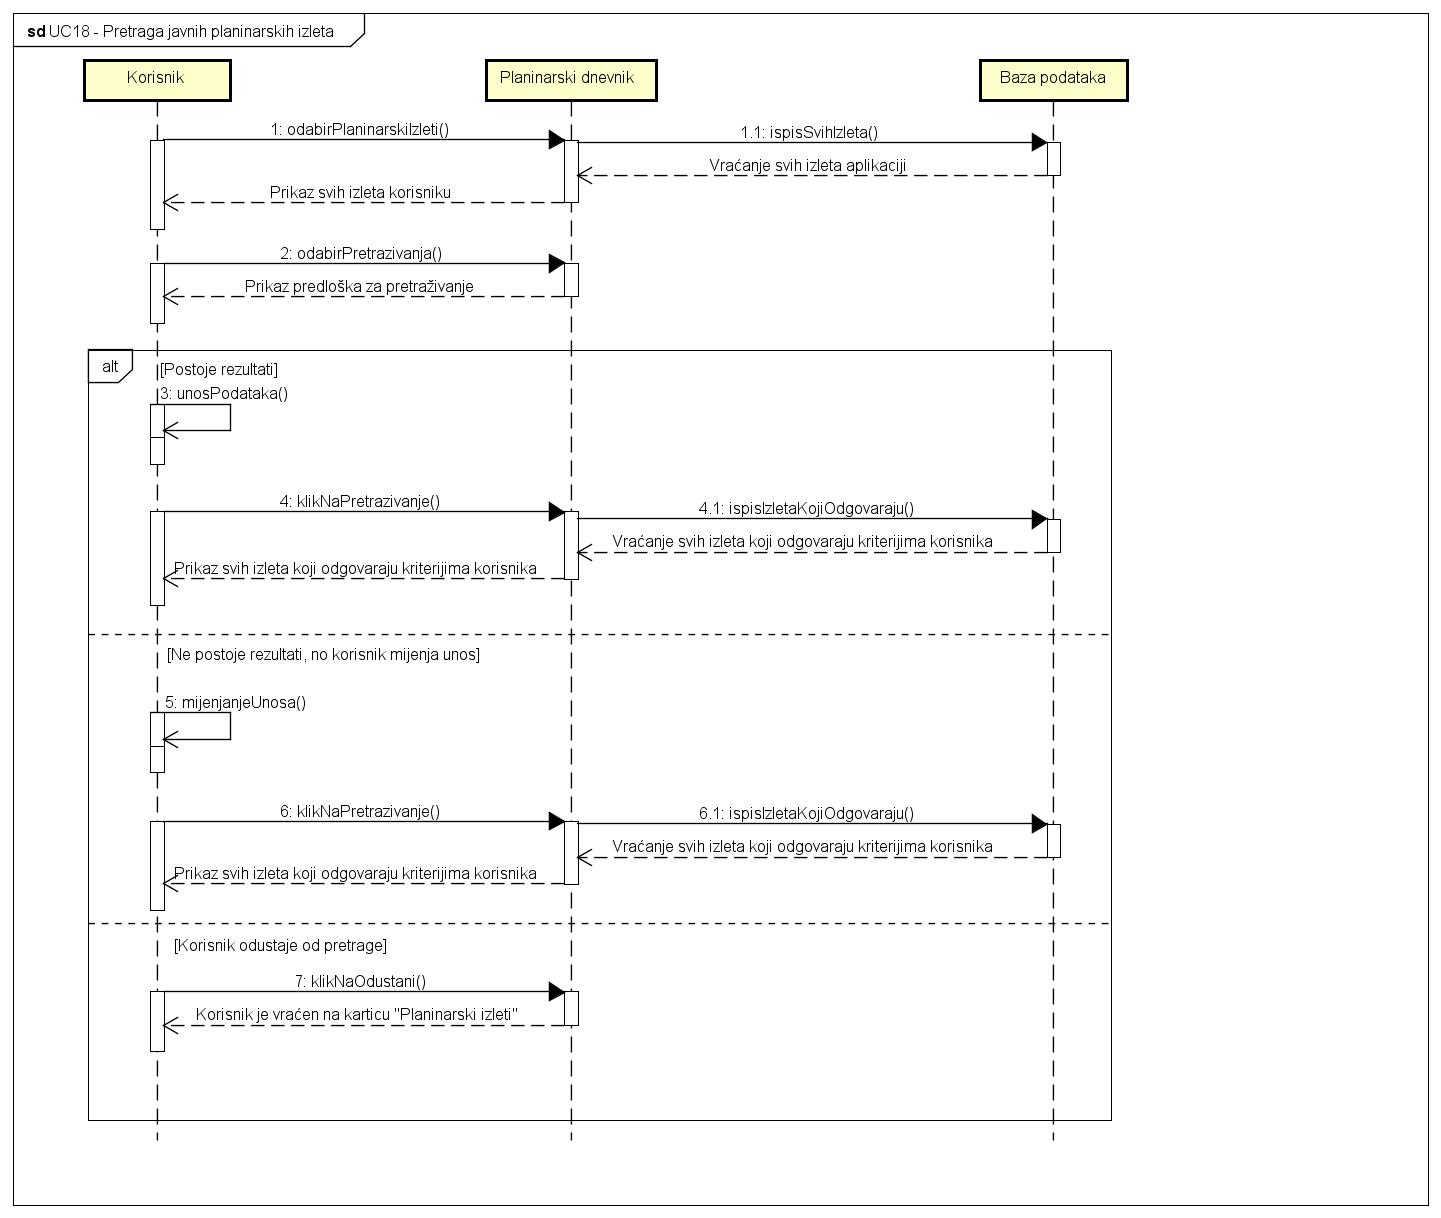 sd UC18 - Pretraga javnih planinarskih izleta
Korisnik
Planinarski dnevnik
Baza podataka
1: odabirPlaninarskiIzleti()
1.1: ispisSvihIzleta()
Vraćanje svih izleta aplikaciji
Prikaz svih izleta korisniku
2: odabirPretrazivanja()
Prikaz predloška za pretraživanje
alt
[Postoje rezultati]
3: unosPodataka()
4: klikNaPretrazivanje()
4.1: ispisIzletaKojiOdgovaraju()
Vraćanje svih izleta koji odgovaraju kriterijima korisnika
Prikaz svih izleta koji odgovaraju kriterijima korisnika
[Ne postoje rezultati, no korisnik mijenja unos]
5: mijenjanjeUnosa()
6: klikNaPretrazivanje()
6.1: ispisIzletaKojiOdgovaraju()
Vraćanje svih izleta koji odgovaraju kriterijima korisnika
Prikaz svih izleta koji odgovaraju kriterijima korisnika
[Korisnik odustaje od pretrage]
7: klikNaOdustani()
Korisnik je vraćen na karticu "Planinarski izleti"